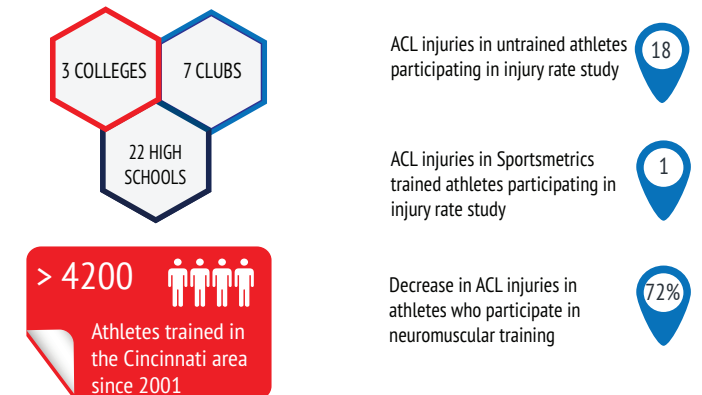 3 COLLEGES
7 CLUBS
22 HIGH
SCHOOLS
> 4200
Athletes trained in
the Cincinnati area
since 2001
ACL injuries in untrained athletes
participating in injury rate study
18
ACL injuries in Sportsmetrics
trained athletes participating in
injury rate study
1
Decrease in ACL injuries in
athletes who participate in
neuromuscular training
72%